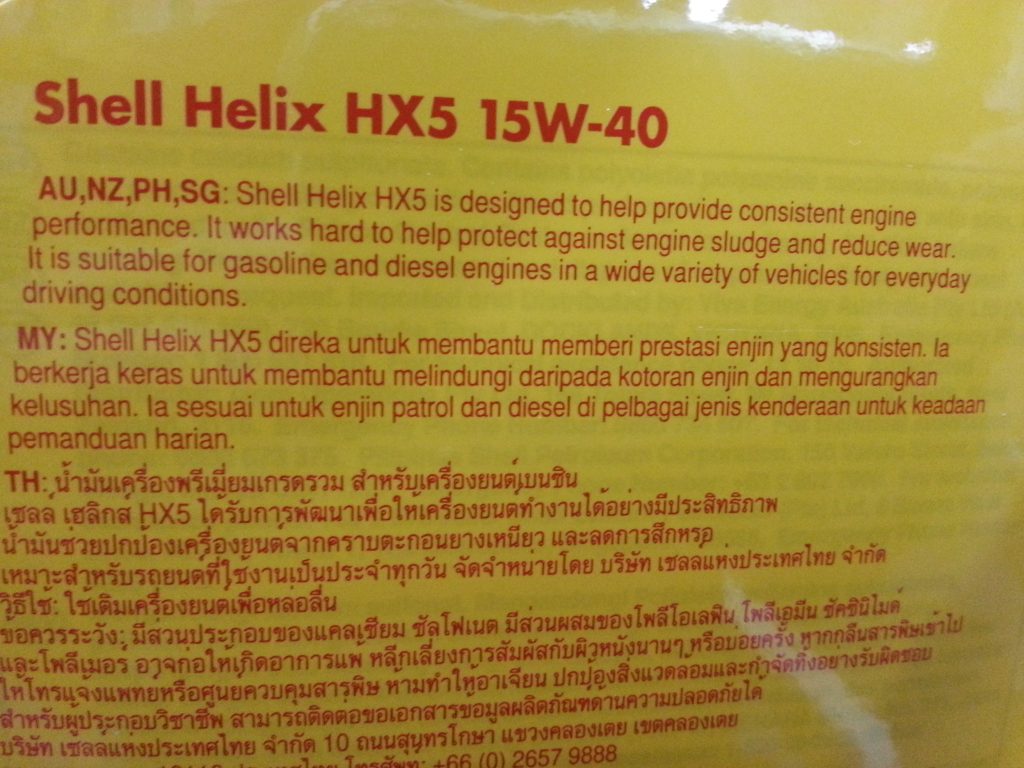 Shell Helix HX5 15W-40
AU,NZ,PH,SG: Shell Helix HX5 is designed to help provide consistent engine
performance. It works hard to help protect against engine sludge and reduce wear.
It is suitable for gasoline and diesel engines in a wide variety of vehicles for everyday
driving conditions.
MY: Shell Helix HX5 direka untuk membantu memberi prestasi enjin yang konsisten. Ia
berkerja keras untuk membantu melindungi daripada kotoran enjin dan mengurangkan
kelusuhan. Ia sesuai untuk enjin patrol dan diesel di pelbagai jenis kenderaan untuk keadaan
pemanduan harian.
TH: น้ำมันเครื่องพรีเมี่ยมเกรดรวม สำหรับเครื่องยนต์เบนซิน
เชลล์ เฮลิกส์ HX5 ได้รับการพัฒนาเพื่อให้เครื่องยนต์ทำงานได้อย่างมีประสิทธิภาพ
น้ำมันช่วยปกป้องเครื่องยนต์จากคราบตะกอนยางเหนียว และลดการสึกหรอ
เหมาะสำหรับรถยนต์ที่ใช้งานเป็นประจำทุกวัน จัดจำหน่ายโดย บริษัท เชลล์แห่งประเทศไทย จำกัด
วิธีใช้: ใช้เติมเครื่องยนต์เพื่อหล่อลื่น
ข้อควรระวัง: มีส่วนประกอบของแคลเซียม ซัลโฟเนต มีส่วนผสมของโพลีโอเลฟิน โพลีเอมีน ซัคซินิไมด์
และโพลีเมอร์ อาจก่อให้เกิดอาการแพ้ หลีกเลี่ยงการสัมผัสกับผิวหนังนานๆ หรือบ่อยครั้ง หากกลืนสารพิษเข้าไป
ให้โทรแจ้งแพทย์หรือศูนย์ควบคุมสารพิษ ห้ามทำให้อาเจียน ปกป้องสิ่งแวดล้อมและกำจัดทิ้งอย่างรับผิดชอบ
สำหรับผู้ประกอบวิชาชีพ สามารถติดต่อขอเอกสารข้อมูลผลิตภัณฑ์ด้านความปลอดภัยได้
บริษัท เชลล์แห่งประเทศไทย จำกัด 10 ถนนสุนทรโกษา แขวงคลองเตย เขตคลองเตย
ประเทศไทย โทรศัพท์: +66 (0) 2657 9888